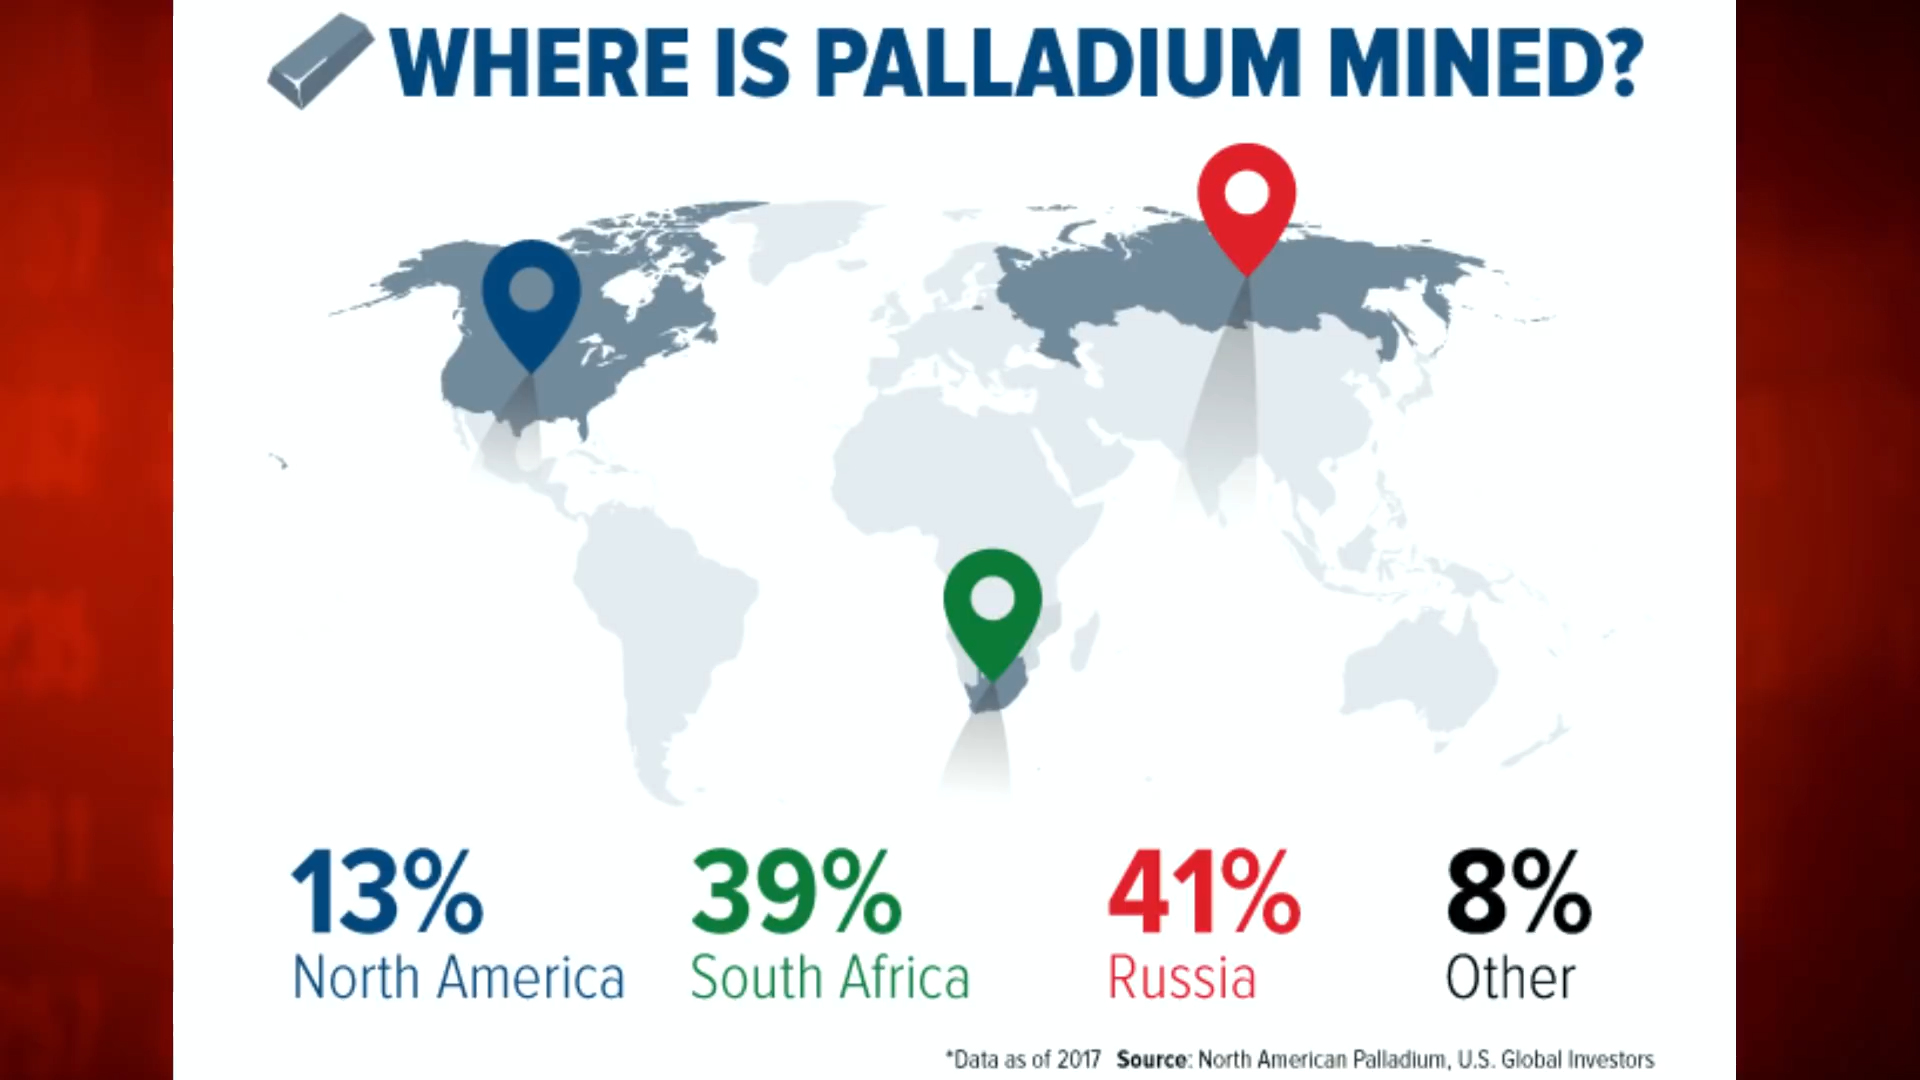 WHERE IS PALLADIUM MINED?
13% 39% 41% 8%
North America South Africa Russia Other
*Data as of 2017 Source: North American Palladium, U.S. Global Investors